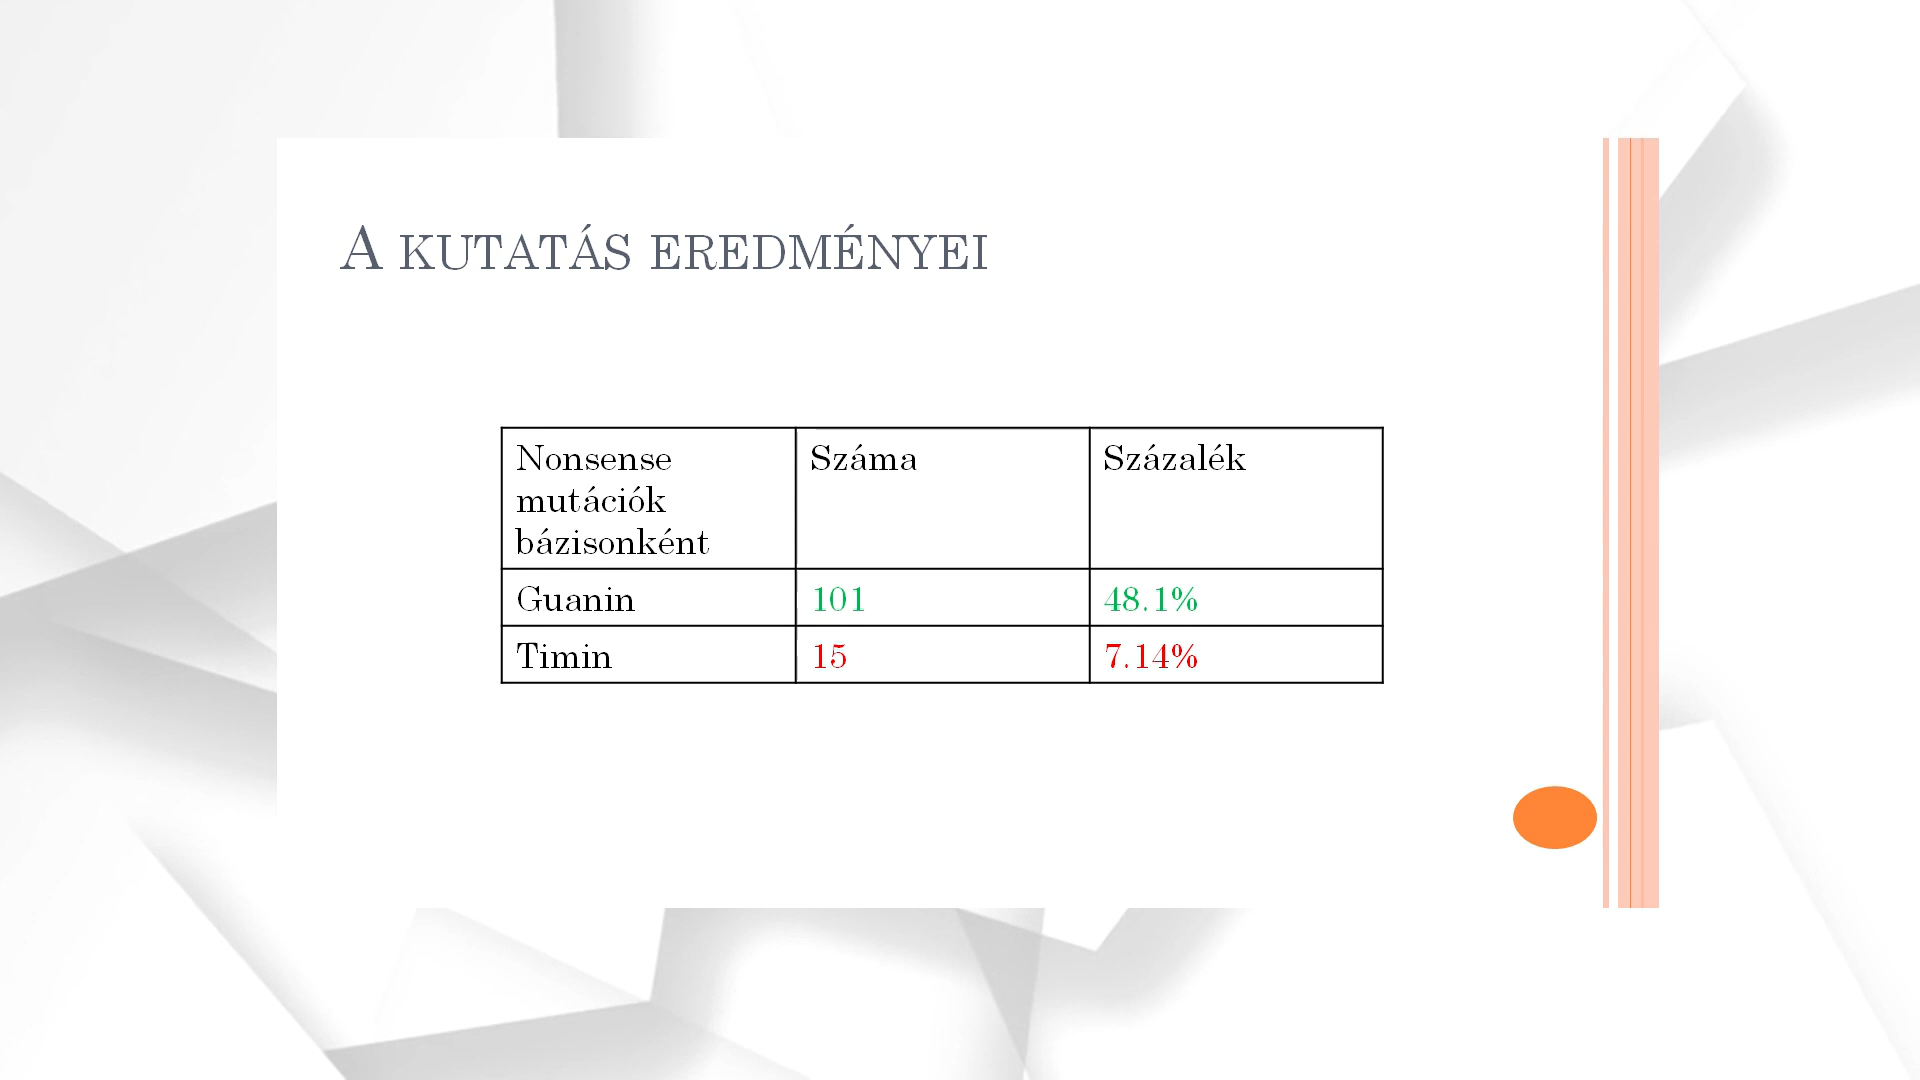 A KUTATÁS EREDMÉNYEI
Nonsense
mutációk
bázisonként
Száma
Százalék
Guanin
101
48.1%
Timin
15
7.14%